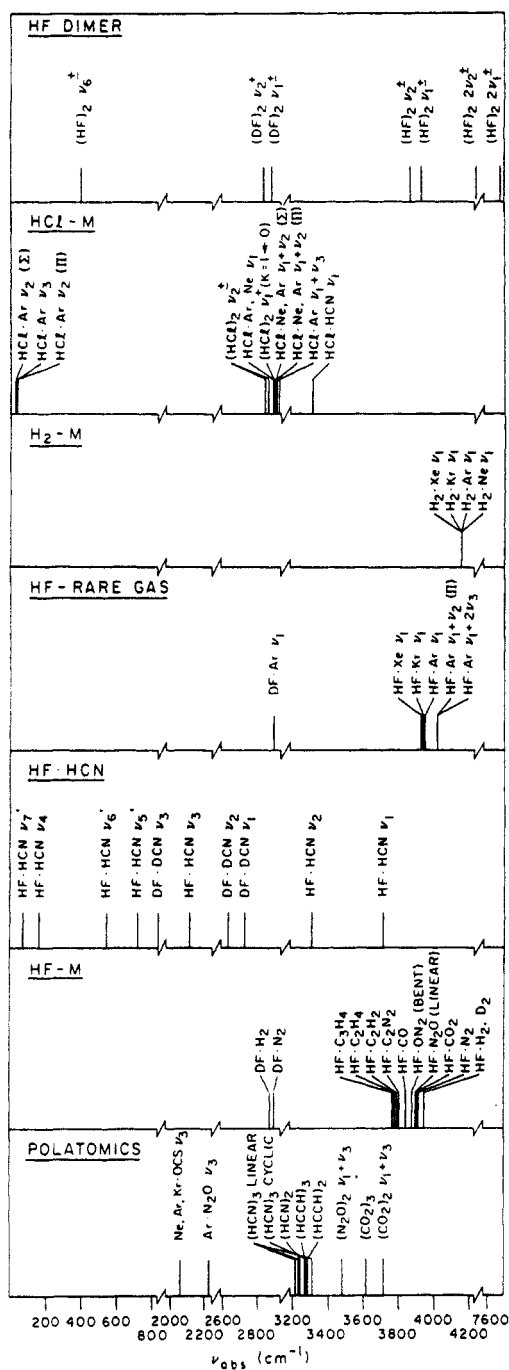 HF DIMER
(HF)2 ν6±
(DF)2 ν2±
(DF)2 ν1±
(HF)2 ν2±
(HF)2 ν1±
(HF)2 2ν2±
(HF)2 2ν1±
HCl-M
HCl·Ar ν2 (Σ)
HCl·Ar ν3
HCl·Ar ν2 (Π)
(HCl)2 ν2±
HCl·Ar, Ne ν1
(HCl)2 ν1+ (K=1←0)
HCl·Ne, Ar ν1+ν2 (Σ)
HCl·Ne, Ar ν1+ν2 (Π)
HCl·Ar ν1+ν3
HCl·HCN ν1
H2-M
H2·Xe ν1
H2·Kr ν1
H2·Ar ν1
H2·Ne ν1
HF-RARE GAS
DF·Ar ν1
HF·Xe ν1
HF·Kr ν1
HF·Ar ν1
HF·Ar ν1+ν2 (Π)
HF·Ar ν1+2ν3
HF·HCN
HF·HCN ν7'
HF·HCN ν4
HF·HCN ν6'
HF·HCN ν5'
DF·DCN ν3
HF·HCN ν3
DF·DCN ν2
DF·DCN ν1
HF·HCN ν2
HF·HCN ν1
HF-M
DF·H2
DF·N2
HF·C3H4
HF·C2H4
HF·C2H2
HF·C2N2
HF·CO
HF·ON2 (BENT)
HF·N2O (LINEAR)
HF·CO2
HF·N2
HF·H2, D2
POLATOMICS
Ne, Ar, Kr·OCS ν3
Ar·N2O ν3
(HCN)3 LINEAR
(HCN)3 CYCLIC
(HCN)2
(HCCH)3
(HCCH)2
(N2O)2 ν1+ν3
(CO2)3
(CO2)2 ν1+ν3
200 400 600 2000 2400 2800 3400 3800 4200
800 2200 2600 3200 3600 4000 7600
νobs (cm-1)